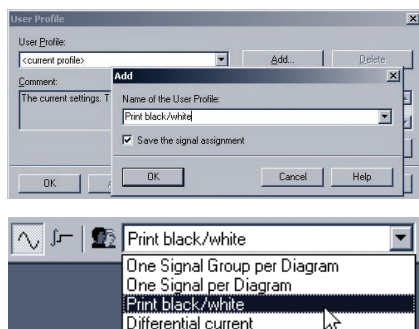 User Profile
User Profile:
<current profile>
Add...
Delete
Comment:
The current settings. T
Add
Name of the User Profile:
Print black/white
Save the signal assignment
OK
Cancel
Help
OK
Print black/white
One Signal Group per Diagram
One Signal per Diagram
Print black/white
Differential current